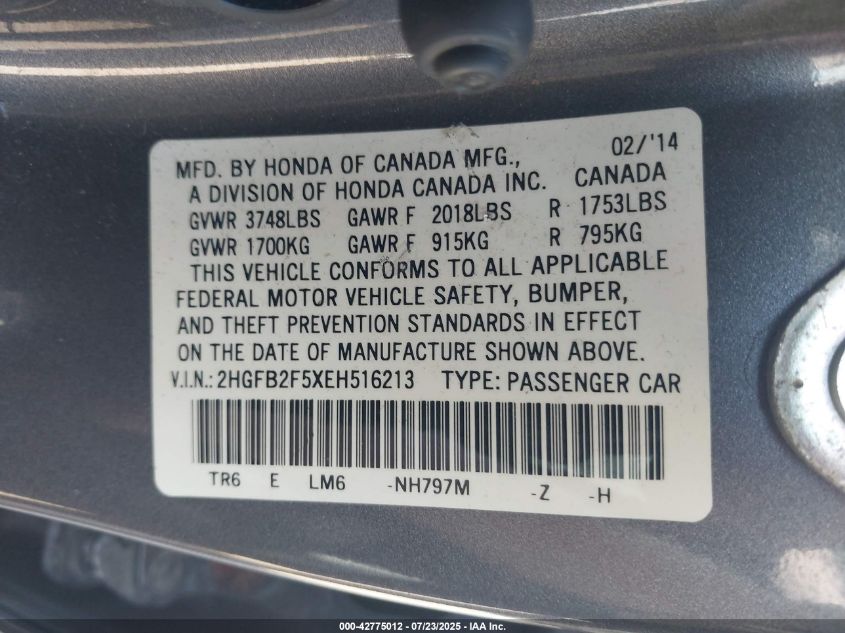 02/'14
MFD. BY HONDA OF CANADA MFG.,
A DIVISION OF HONDA CANADA INC. CANADA
GVWR 3748LBS GAWR F 2018LBS R 1753LBS
GVWR 1700KG GAWR F 915KG R 795KG
THIS VEHICLE CONFORMS TO ALL APPLICABLE
FEDERAL MOTOR VEHICLE SAFETY, BUMPER,
AND THEFT PREVENTION STANDARDS IN EFFECT
ON THE DATE OF MANUFACTURE SHOWN ABOVE.
V.I.N.: 2HGFB2F5XEH516213 TYPE: PASSENGER CAR
TR6 E LM6 -NH797M -Z -H
000-42775012 - 07/23/2025 - IAA Inc.